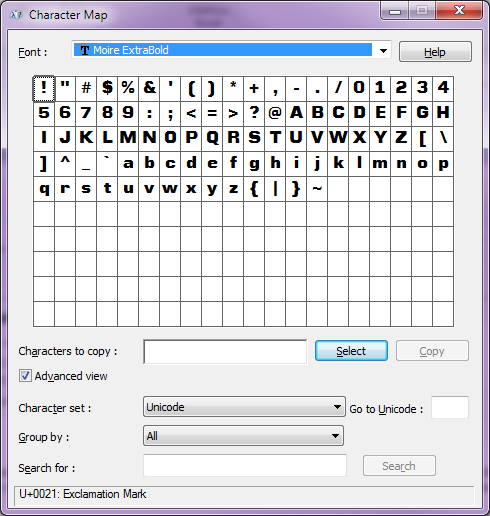 Character Map
Font : Moire ExtraBold Help
! " # $ % & ' ( ) * + , - . / 0 1 2 3 4
5 6 7 8 9 : ; < = > ? @ A B C D E F G H
I J K L M N O P Q R S T U V W X Y Z [ \
] ^ _ ` a b c d e f g h i j k l m n o p
q r s t u v w x y z { | } ~
Characters to copy : Select Copy
Advanced view
Character set : Unicode Go to Unicode :
Group by : All
Search for : Search
U+0021: Exclamation Mark